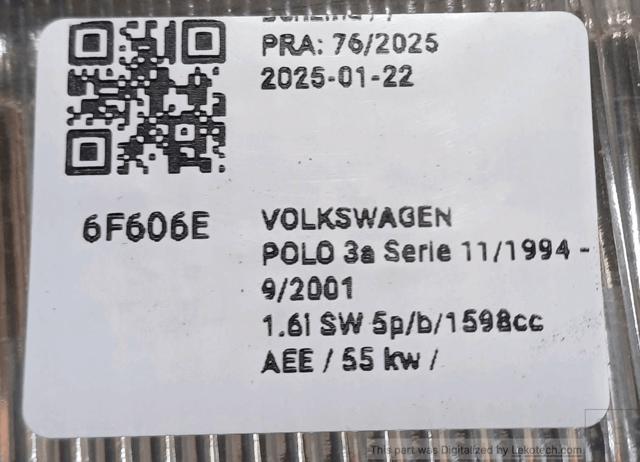 PRA: 76/2025
2025-01-22
6F606E
VOLKSWAGEN
POLO 3a Serie 11/1994 -
9/2001
1.6i SW 5p/b/1598cc
AEE / 55 kw /
This part was Digitalized by Lekotech.com